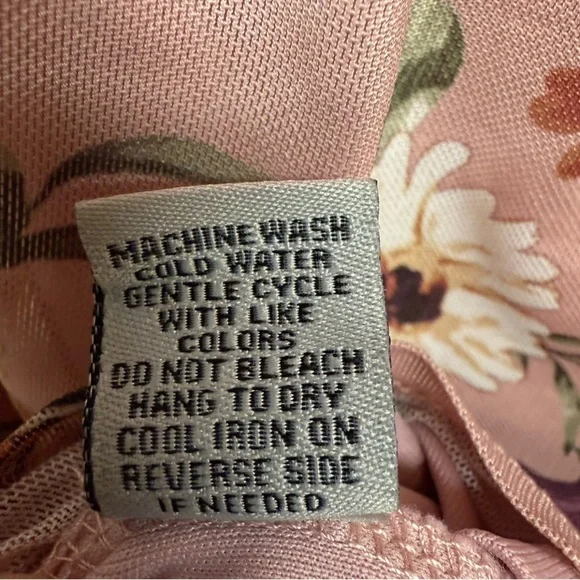 MACHINE WASH
COLD WATER
GENTLE CYCLE
WITH LIKE
COLORS
DO NOT BLEACH
HANG TO DRY
COOL IRON ON
REVERSE SIDE
IF NEEDED